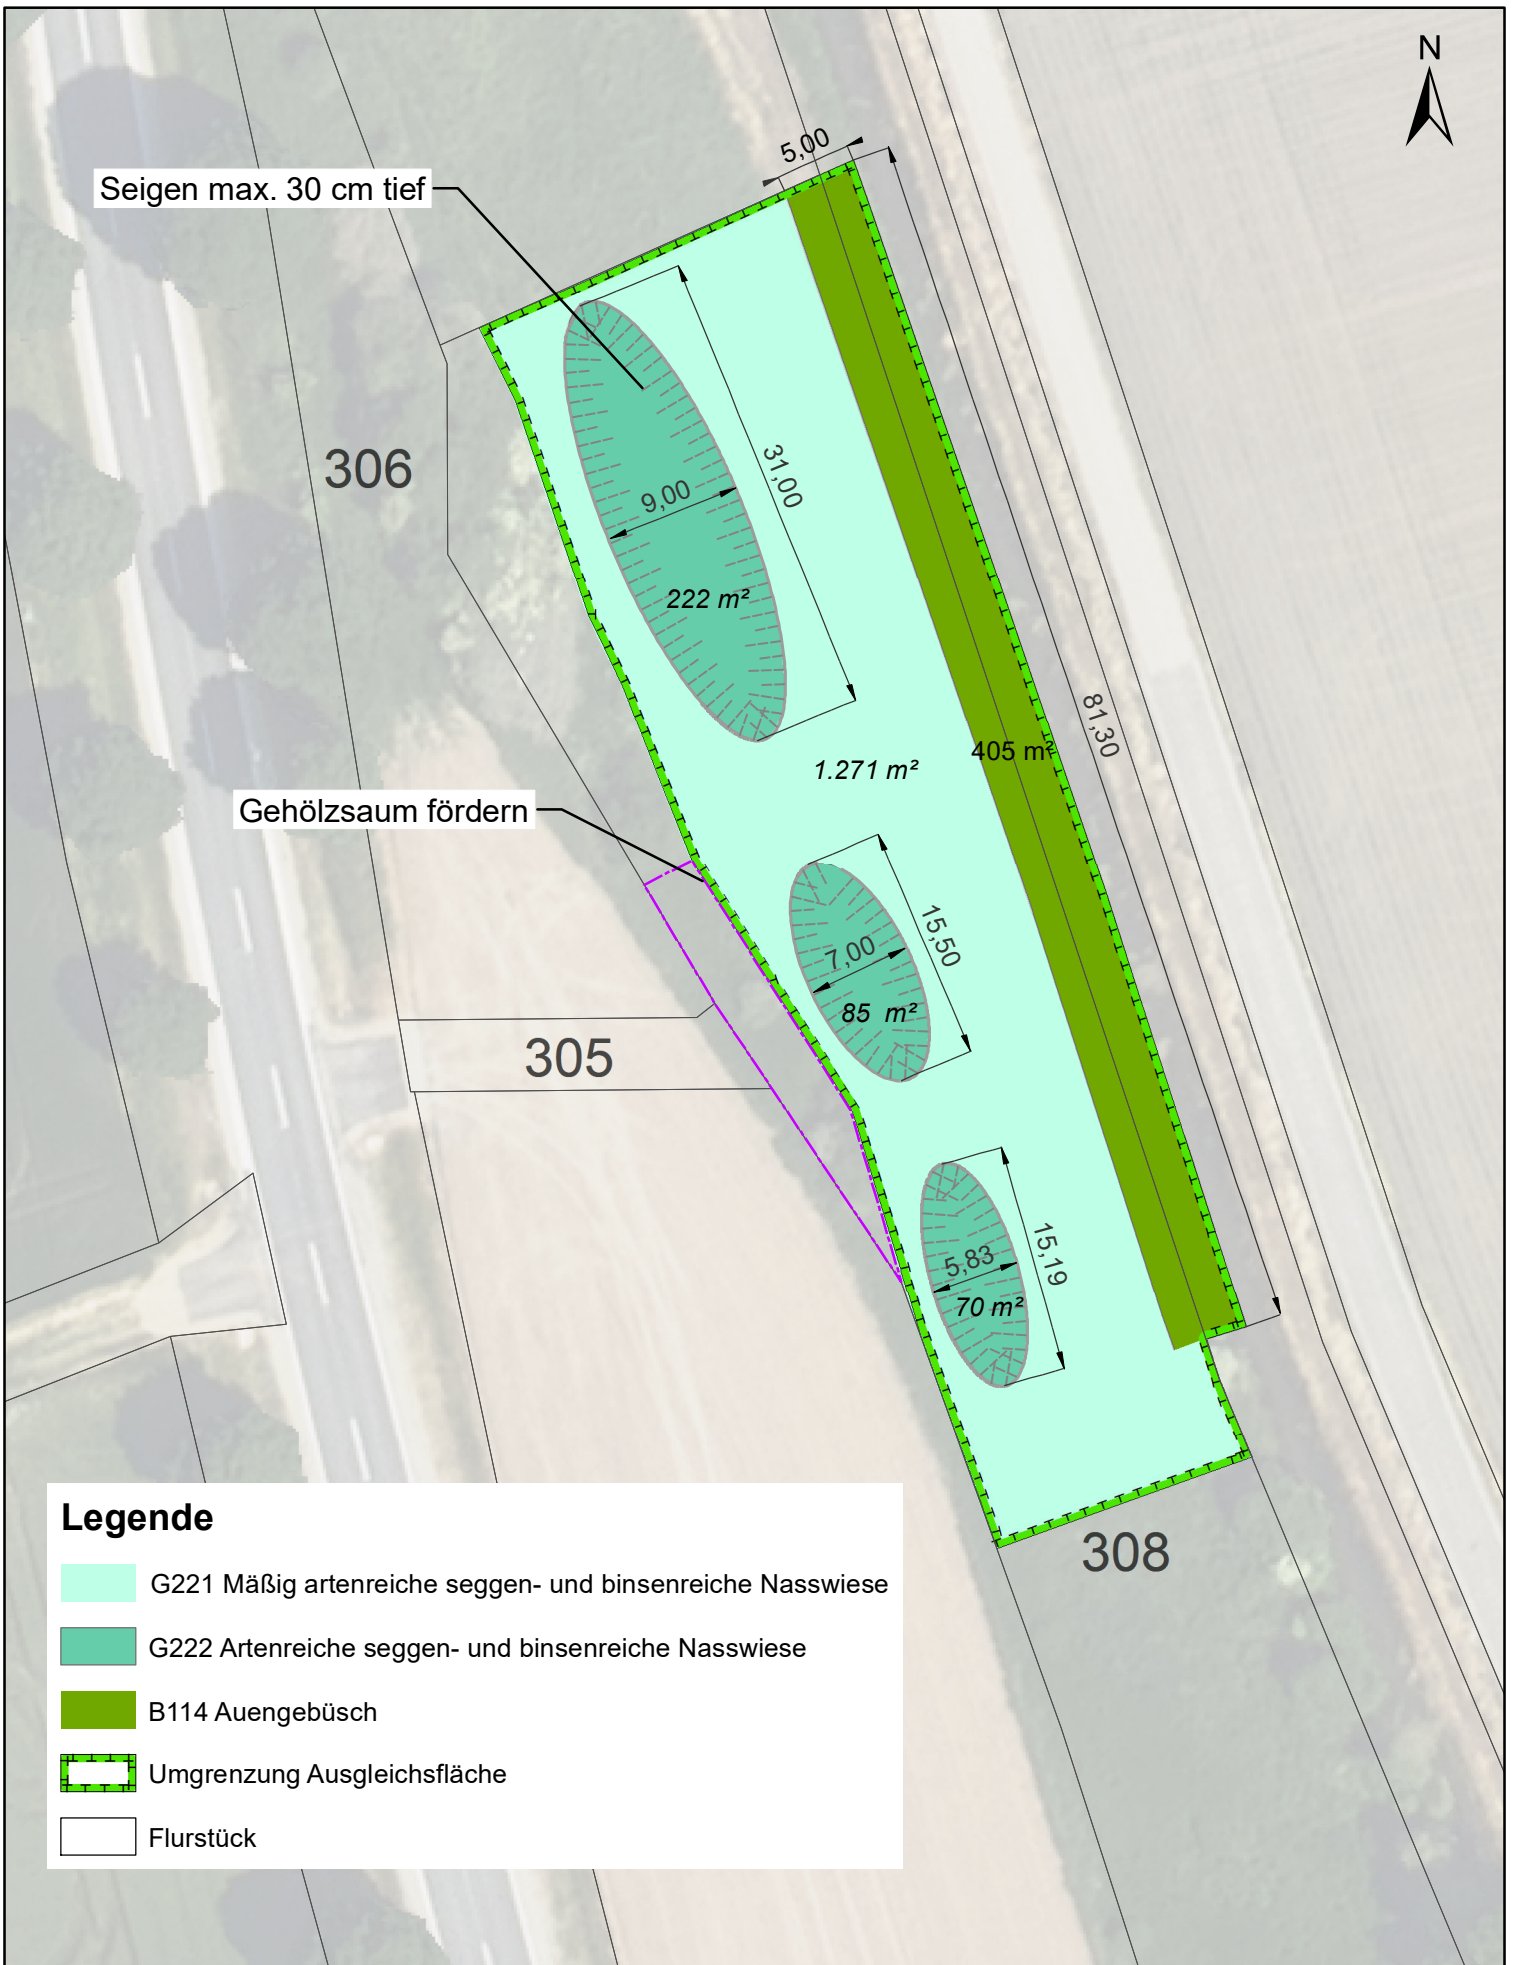 N
5,00
Seigen max. 30 cm tief
306
31,00
9,00
222 m²
81,30
405 m²
1.271 m²
Gehölzsaum fördern
15,50
7,00
85 m²
305
15,19
5,83
70 m²
308
Legende
G221 Mäßig artenreiche seggen- und binsenreiche Nasswiese
G222 Artenreiche seggen- und binsenreiche Nasswiese
B114 Auengebüsch
Umgrenzung Ausgleichsfläche
Flurstück